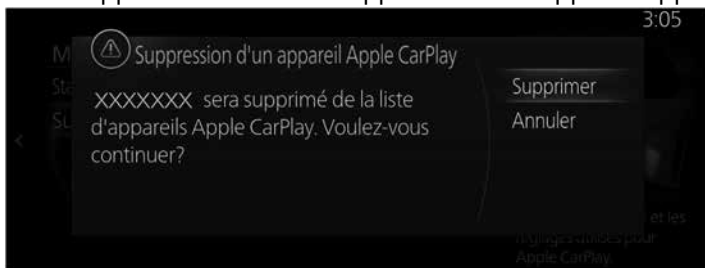 3:05
Suppression d'un appareil Apple CarPlay
XXXXXXX sera supprimé de la liste
d'appareils Apple CarPlay. Voulez-vous
continuer?
Supprimer
Annuler
et les
réglages utilisés pour
Apple CarPlay.